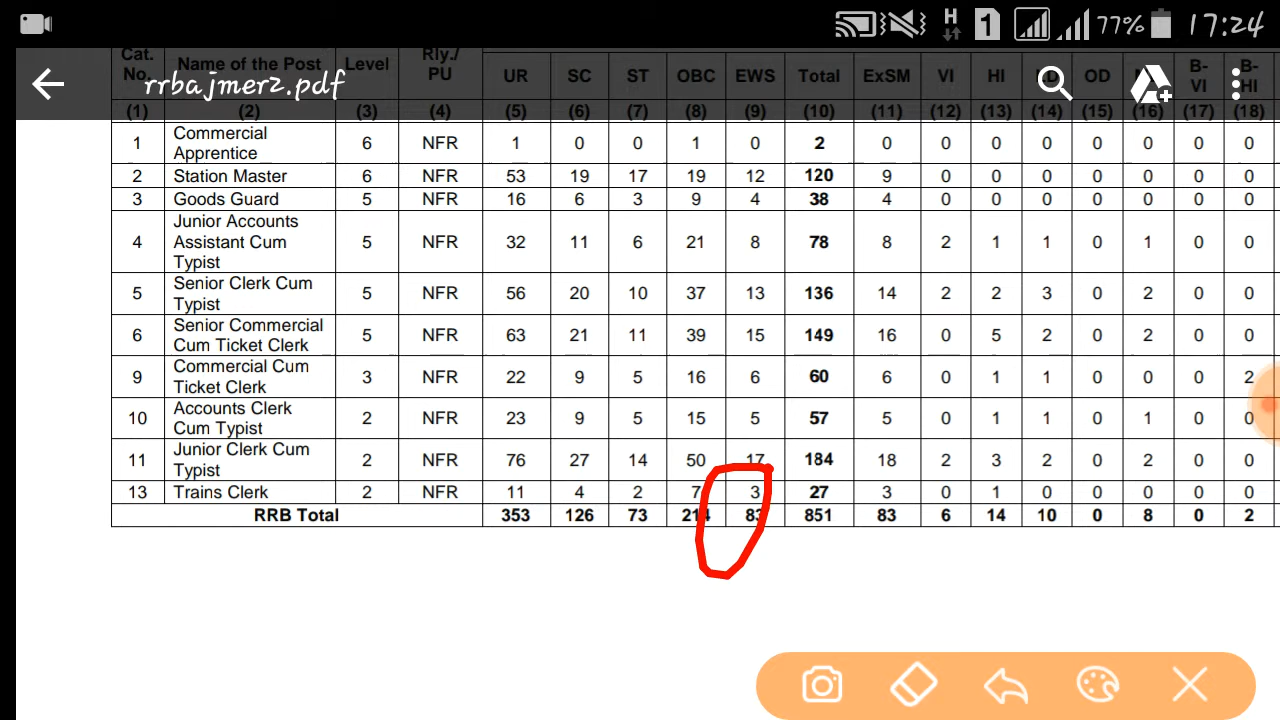 H 1 77% 17:24
rrbajmer2.pdf
Cat. No. Name of the Post Level Rly./ PU UR SC ST OBC EWS Total ExSM VI HI LD OD B-VI B-HI
(1) (2) (3) (4) (5) (6) (7) (8) (9) (10) (11) (12) (13) (14) (15) (16) (17) (18)
1 Commercial Apprentice 6 NFR 1 0 0 1 0 2 0 0 0 0 0 0 0 0
2 Station Master 6 NFR 53 19 17 19 12 120 9 0 0 0 0 0 0 0
3 Goods Guard 5 NFR 16 6 3 9 4 38 4 0 0 0 0 0 0 0
4 Junior Accounts Assistant Cum Typist 5 NFR 32 11 6 21 8 78 8 2 1 1 0 1 0 0
5 Senior Clerk Cum Typist 5 NFR 56 20 10 37 13 136 14 2 2 3 0 2 0 0
6 Senior Commercial Cum Ticket Clerk 5 NFR 63 21 11 39 15 149 16 0 5 2 0 2 0 0
9 Commercial Cum Ticket Clerk 3 NFR 22 9 5 16 6 60 6 0 1 1 0 0 0 2
10 Accounts Clerk Cum Typist 2 NFR 23 9 5 15 5 57 5 0 1 1 0 1 0 0
11 Junior Clerk Cum Typist 2 NFR 76 27 14 50 17 184 18 2 3 2 0 2 0 0
13 Trains Clerk 2 NFR 11 4 2 7 3 27 3 0 1 0 0 0 0 0
RRB Total 353 126 73 214 83 851 83 6 14 10 0 8 0 2